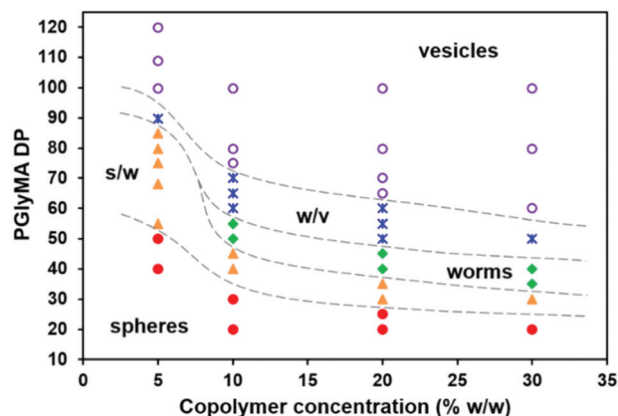 120
110
100
90
80
70
60
50
40
30
20
10
PGlyMA DP
vesicles
s/w
w/v
worms
spheres
0 5 10 15 20 25 30 35
Copolymer concentration (% w/w)